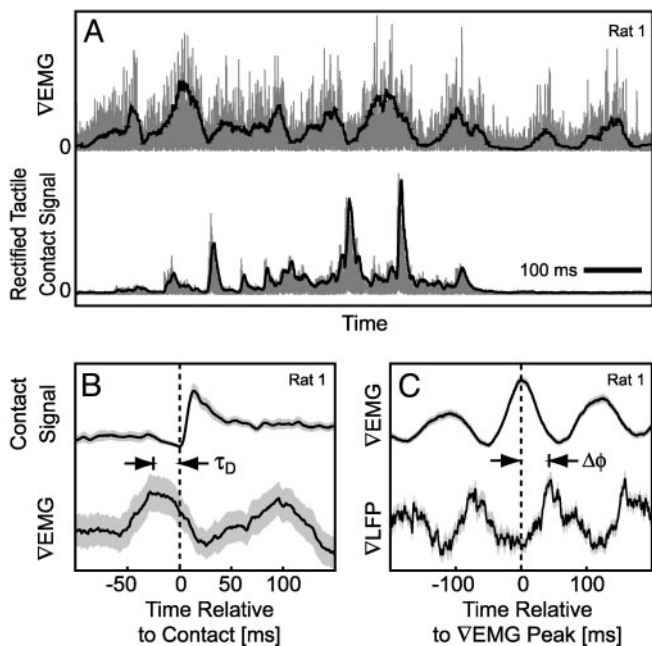 A
Rat 1
∇EMG
0
Rectified Tactile
Contact Signal
0
100 ms
Time
B
Rat 1
Contact
Signal
τD
∇EMG
-50 0 50 100
Time Relative
to Contact [ms]
C
Rat 1
∇EMG
Δϕ
∇LFP
-100 0 100
Time Relative
to ∇EMG Peak [ms]